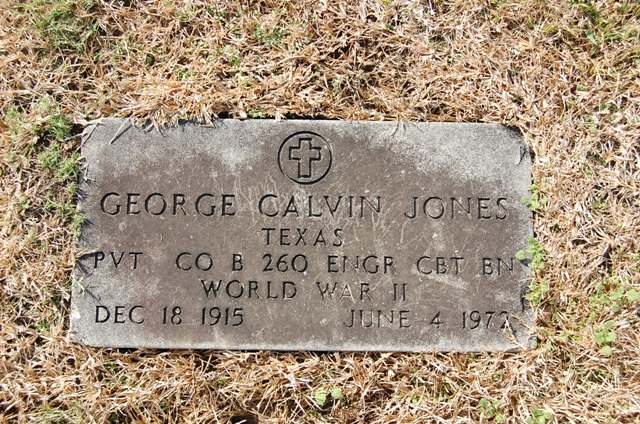 GEORGE CALVIN JONES
TEXAS
PVT CO B 260 ENGR CBT BN
WORLD WAR II
DEC 18 1915 JUNE 4 1972